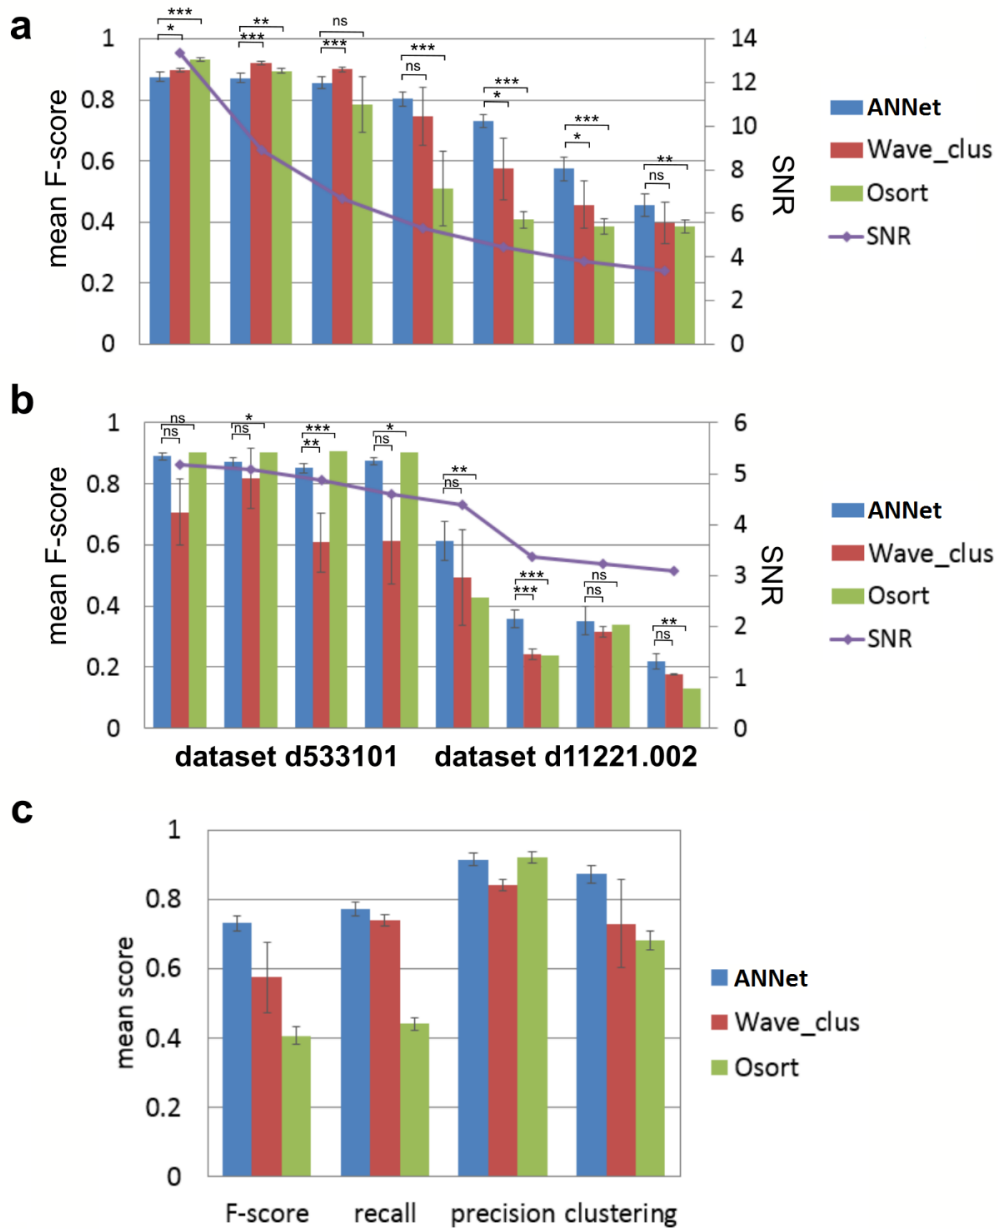 a
mean F-score
1
0.8
0.6
0.4
0.2
0
*** * ** *** ns *** *** ns *** * *** * ** ns
14
12
10
8
6
4
2
0
SNR
ANNet
Wave_clus
Osort
SNR
b
mean F-score
1
0.8
0.6
0.4
0.2
0
ns ns * ns *** ** * ns ** ns *** *** ns ns ** ns
6
5
4
3
2
1
0
SNR
ANNet
Wave_clus
Osort
SNR
dataset d533101 dataset d11221.002
c
mean score
1
0.8
0.6
0.4
0.2
0
ANNet
Wave_clus
Osort
F-score recall precision clustering